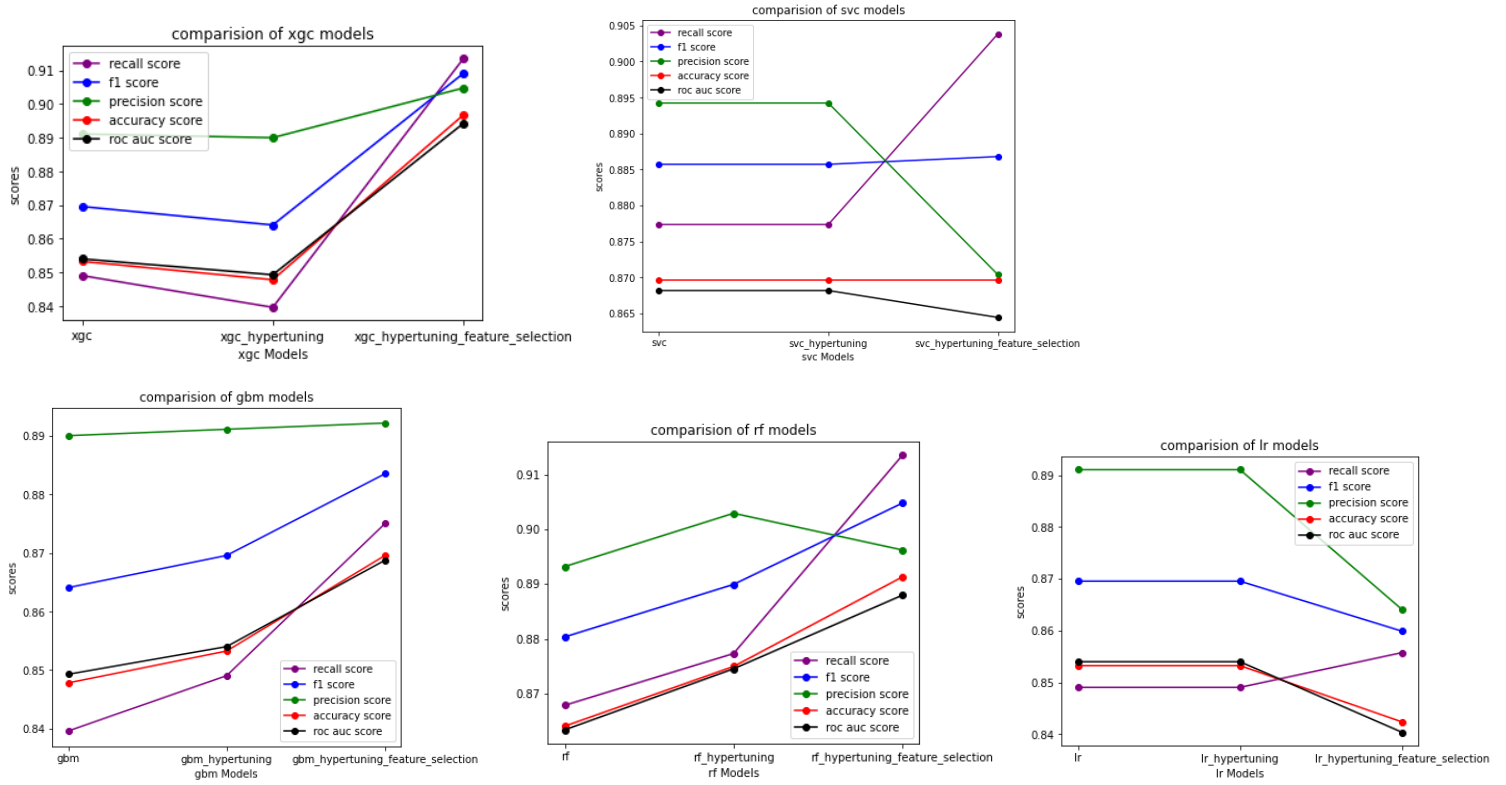 comparision of xgc models
recall score
f1 score
precision score
accuracy score
roc auc score
0.91
0.90
0.89
0.88
0.87
0.86
0.85
0.84
scores
xgc
xgc_hypertuning
xgc_hypertuning_feature_selection
xgc Models
comparision of svc models
recall score
f1 score
precision score
accuracy score
roc auc score
0.905
0.900
0.895
0.890
0.885
0.880
0.875
0.870
0.865
scores
svc
svc_hypertuning
svc_hypertuning_feature_selection
svc Models
comparision of gbm models
0.89
0.88
0.87
0.86
0.85
0.84
scores
recall score
f1 score
precision score
accuracy score
roc auc score
gbm
gbm_hypertuning
gbm_hypertuning_feature_selection
gbm Models
comparision of rf models
0.91
0.90
0.89
0.88
0.87
scores
recall score
f1 score
precision score
accuracy score
roc auc score
rf
rf_hypertuning
rf_hypertuning_feature_selection
rf Models
comparision of lr models
recall score
f1 score
precision score
accuracy score
roc auc score
0.89
0.88
0.87
0.86
0.85
0.84
scores
lr
lr_hypertuning
lr_hypertuning_feature_selection
lr Models